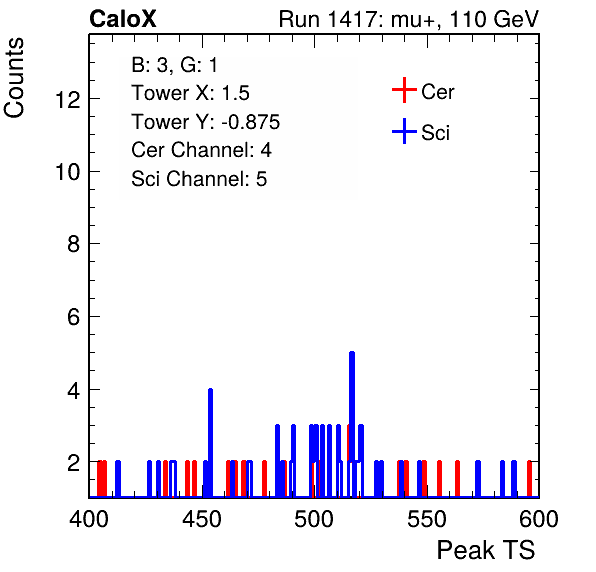 CaloX Run 1417: mu+, 110 GeV
Counts
B: 3, G: 1
Tower X: 1.5
Tower Y: -0.875
Cer Channel: 4
Sci Channel: 5
Cer
Sci
12
10
8
6
4
2
400 450 500 550 600
Peak TS